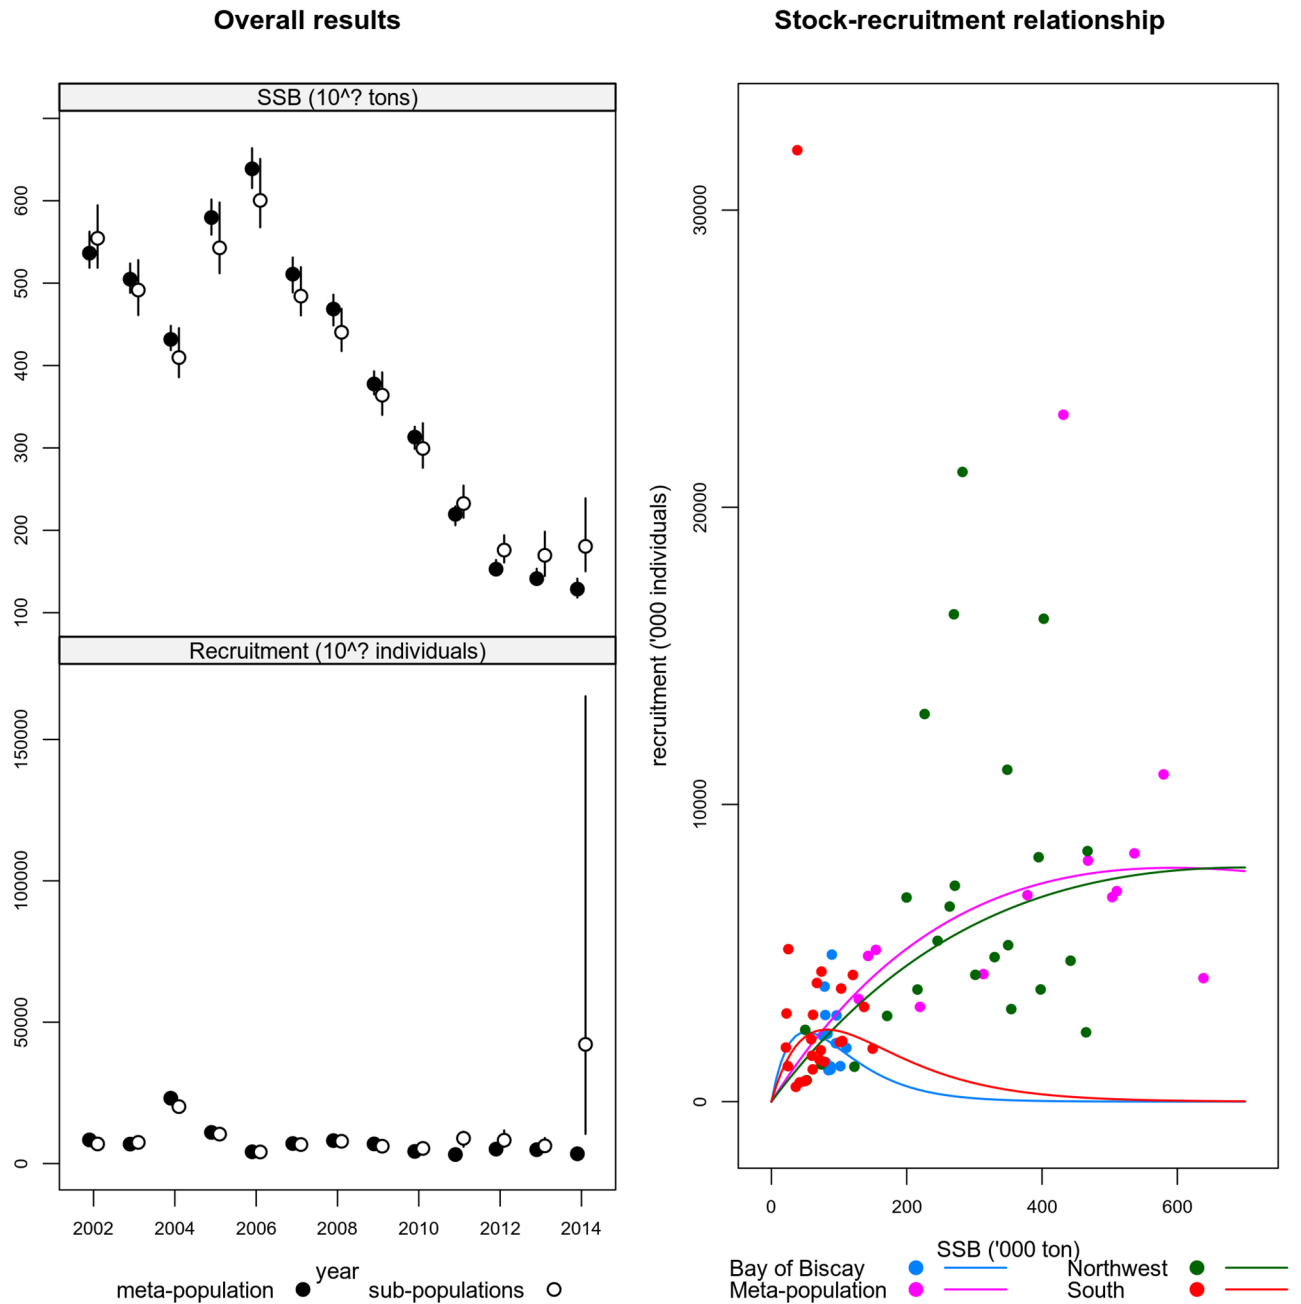 Overall results
SSB (10^? tons)
600
500
400
300
200
100
Recruitment (10^? individuals)
150000
100000
50000
0
2002 2004 2006 2008 2010 2012 2014
year
meta-population sub-populations
Stock-recruitment relationship
recruitment ('000 individuals)
30000
20000
10000
0
0 200 400 600
SSB ('000 ton)
Bay of Biscay Northwest
Meta-population South